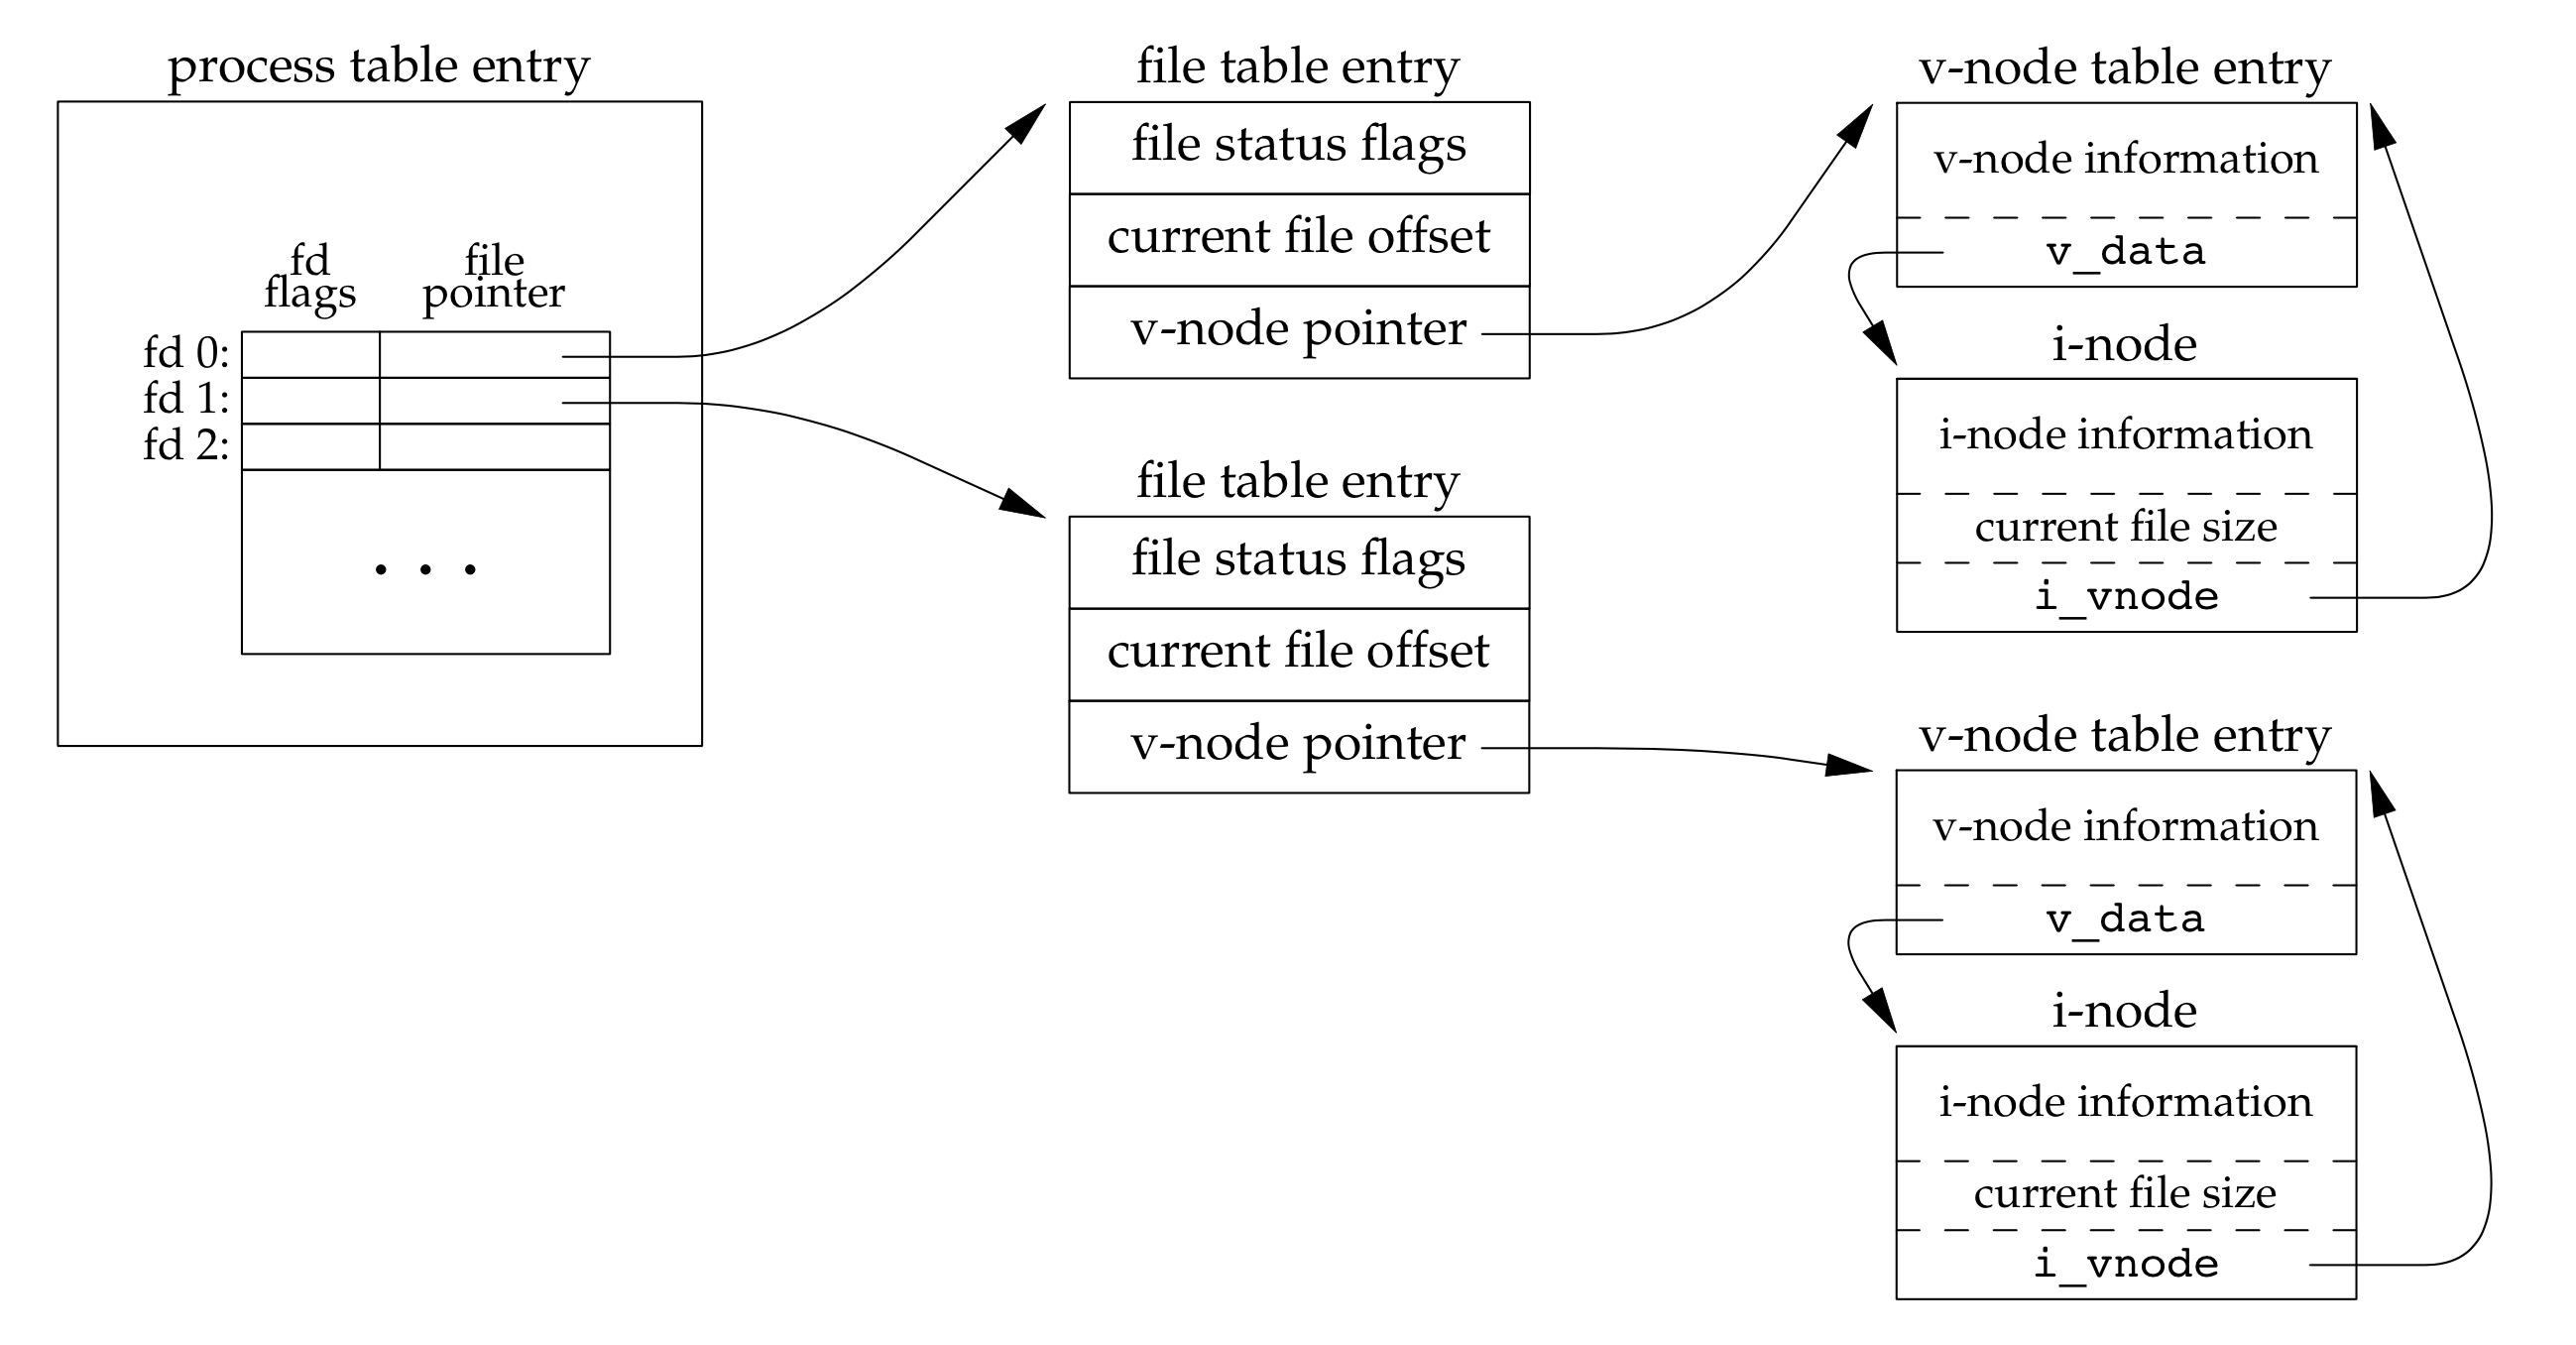 process table entry
fd
flags
file
pointer
fd 0:
fd 1:
fd 2:
. . .
file table entry
file status flags
current file offset
v-node pointer
file table entry
file status flags
current file offset
v-node pointer
v-node table entry
v-node information
v_data
i-node
i-node information
current file size
i_vnode
v-node table entry
v-node information
v_data
i-node
i-node information
current file size
i_vnode